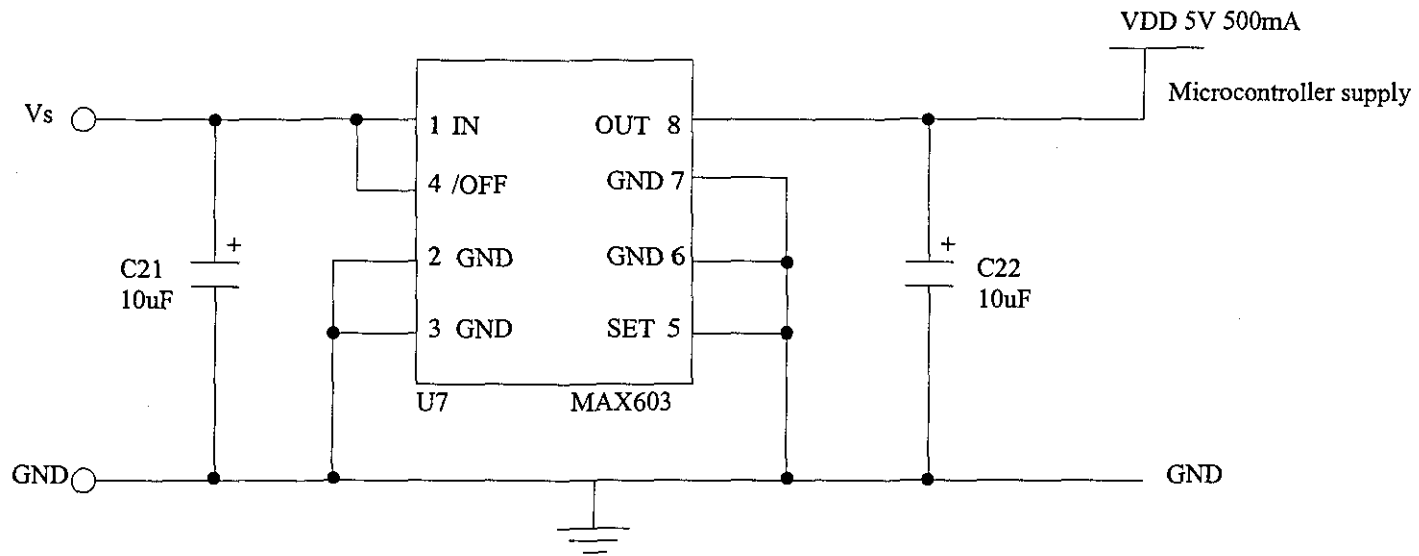 VDD 5V 500mA
Microcontroller supply
Vs
1 IN
OUT 8
4 /OFF
GND 7
+
C21
10uF
2 GND
GND 6
+
C22
10uF
3 GND
SET 5
U7
MAX603
GND
GND